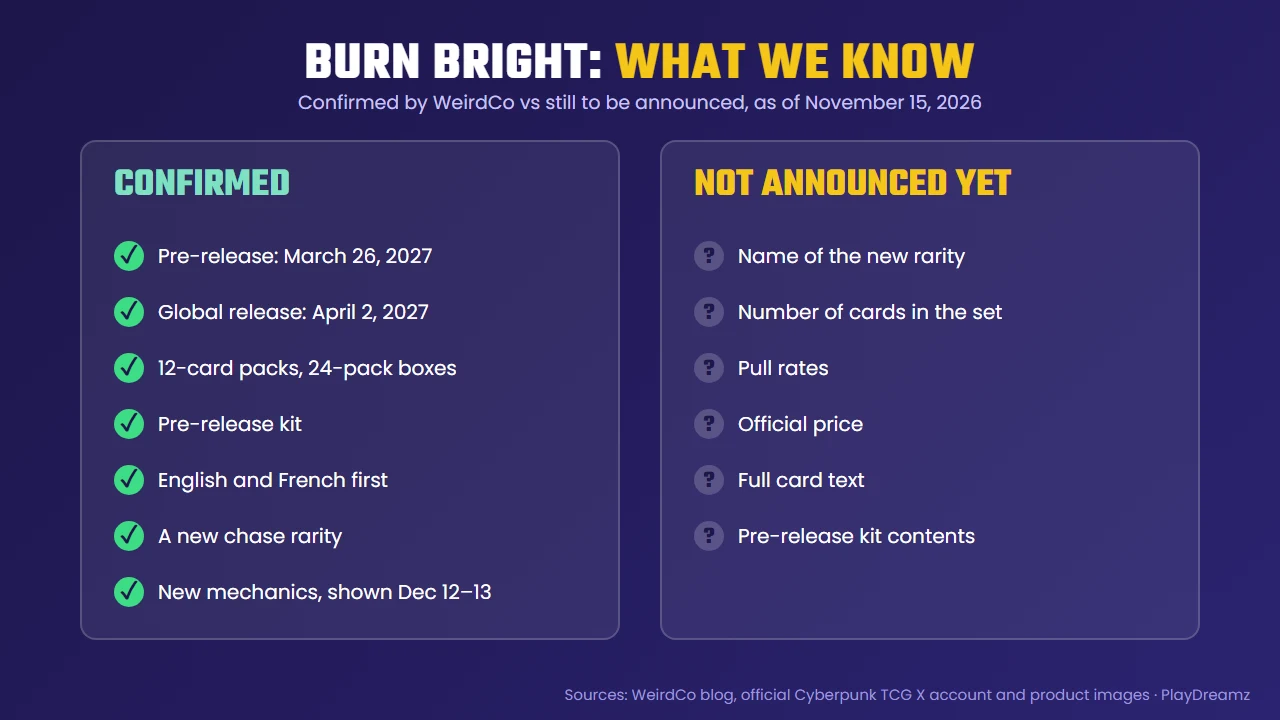 BURN BRIGHT: WHAT WE KNOW
Confirmed by WeirdCo vs still to be announced, as of November 15, 2026
CONFIRMED
✓ Pre-release: March 26, 2027
✓ Global release: April 2, 2027
✓ 12-card packs, 24-pack boxes
✓ Pre-release kit
✓ English and French first
✓ A new chase rarity
✓ New mechanics, shown Dec 12–13
NOT ANNOUNCED YET
? Name of the new rarity
? Number of cards in the set
? Pull rates
? Official price
? Full card text
? Pre-release kit contents
Sources: WeirdCo blog, official Cyberpunk TCG X account and product images · PlayDreamz